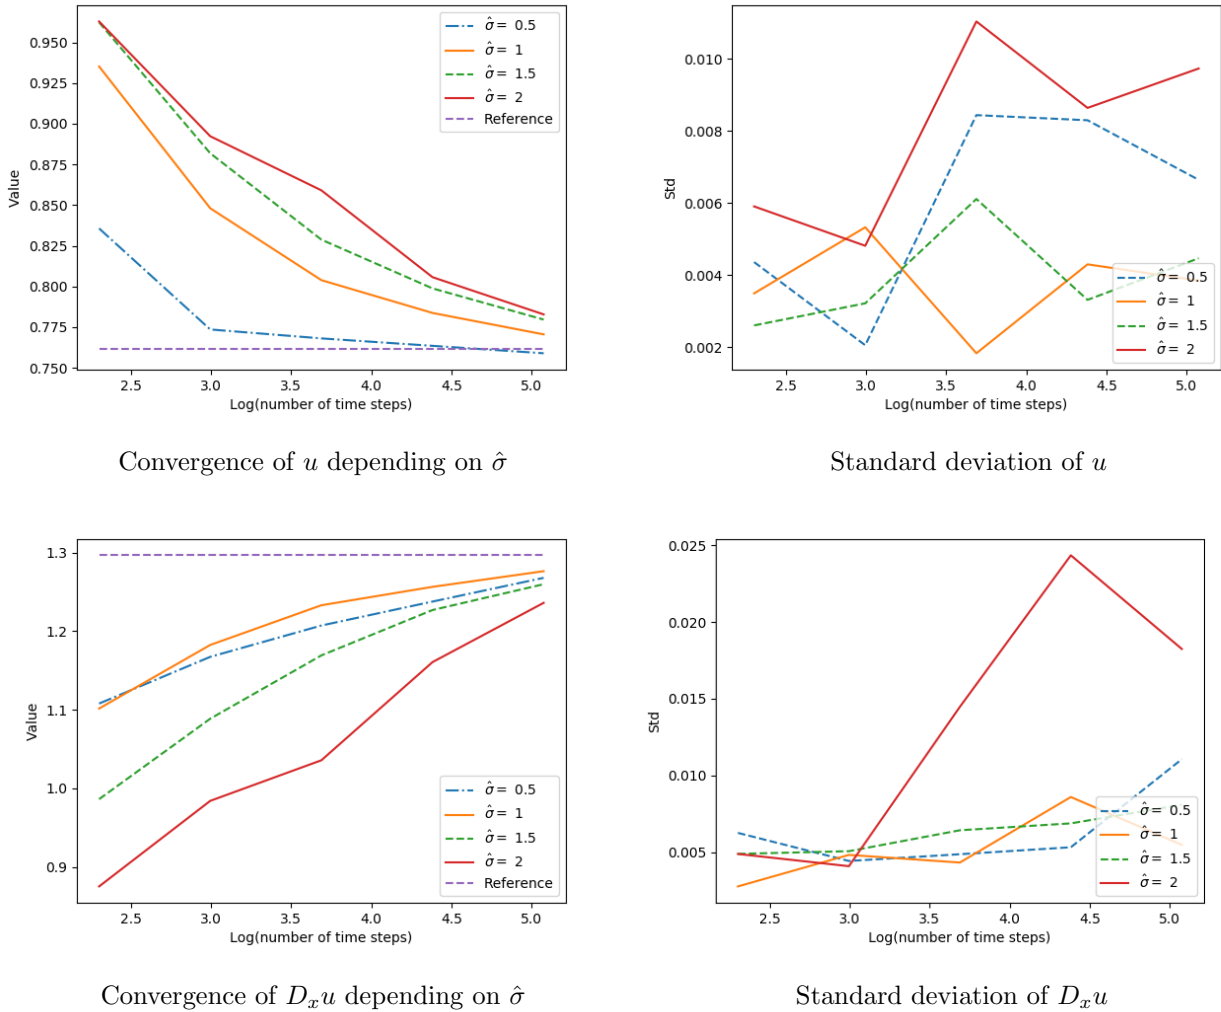 0.950
0.925
0.900
0.875
0.850
0.825
0.800
0.775
0.750
Value
2.5 3.0 3.5 4.0 4.5 5.0
Log(number of time steps)
σ̂ = 0.5
σ̂ = 1
σ̂ = 1.5
σ̂ = 2
Reference
Convergence of u depending on σ̂
0.010
0.008
0.006
0.004
0.002
Std
2.5 3.0 3.5 4.0 4.5 5.0
Log(number of time steps)
σ̂ = 0.5
σ̂ = 1
σ̂ = 1.5
σ̂ = 2
Standard deviation of u
1.3
1.2
1.1
1.0
0.9
Value
2.5 3.0 3.5 4.0 4.5 5.0
Log(number of time steps)
σ̂ = 0.5
σ̂ = 1
σ̂ = 1.5
σ̂ = 2
Reference
Convergence of Dₓu depending on σ̂
0.025
0.020
0.015
0.010
0.005
Std
2.5 3.0 3.5 4.0 4.5 5.0
Log(number of time steps)
σ̂ = 0.5
σ̂ = 1
σ̂ = 1.5
σ̂ = 2
Standard deviation of Dₓu